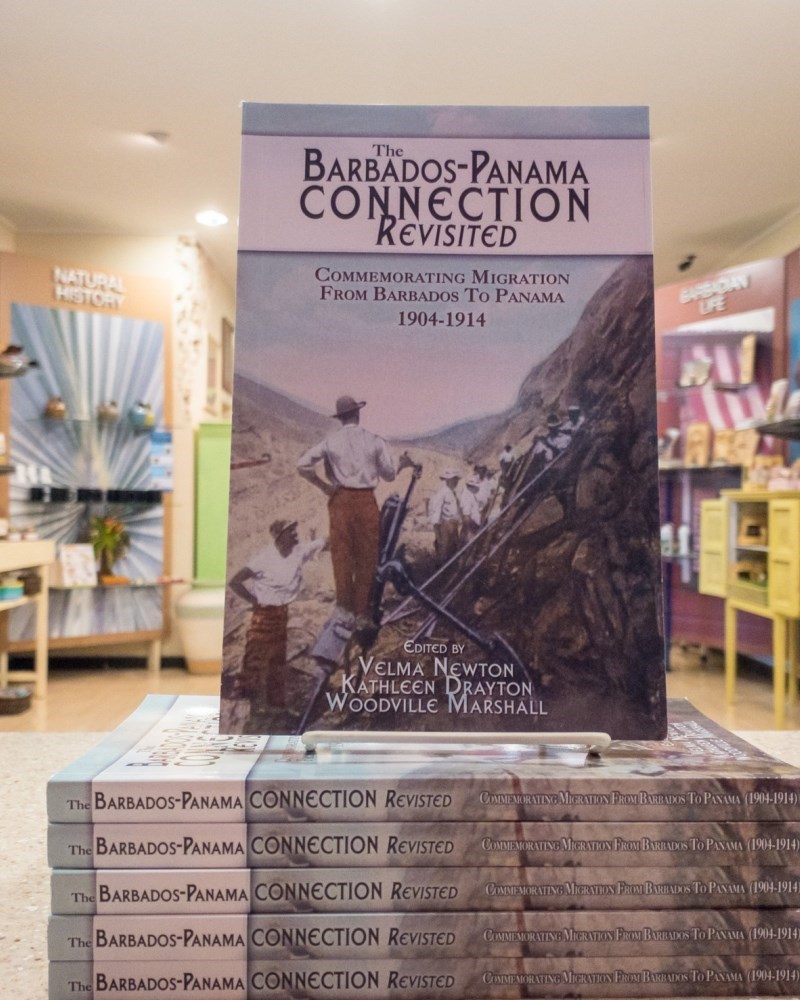 NATURAL
HISTORY
BARBADIAN
LIFE
The
BARBADOS-PANAMA
CONNECTION
REVISITED
COMMEMORATING MIGRATION
FROM BARBADOS TO PANAMA
1904-1914
EDITED BY
VELMA NEWTON
KATHLEEN DRAYTON
WOODVILLE MARSHALL
The BARBADOS-PANAMA CONNECTION REVISITED COMMEMORATING MIGRATION FROM BARBADOS TO PANAMA (1904-1914)
The BARBADOS-PANAMA CONNECTION REVISITED COMMEMORATING MIGRATION FROM BARBADOS TO PANAMA (1904-1914)
The BARBADOS-PANAMA CONNECTION REVISITED COMMEMORATING MIGRATION FROM BARBADOS TO PANAMA (1904-1914)
The BARBADOS-PANAMA CONNECTION REVISITED COMMEMORATING MIGRATION FROM BARBADOS TO PANAMA (1904-1914)
The BARBADOS-PANAMA CONNECTION REVISITED COMMEMORATING MIGRATION FROM BARBADOS TO PANAMA (1904-1914)